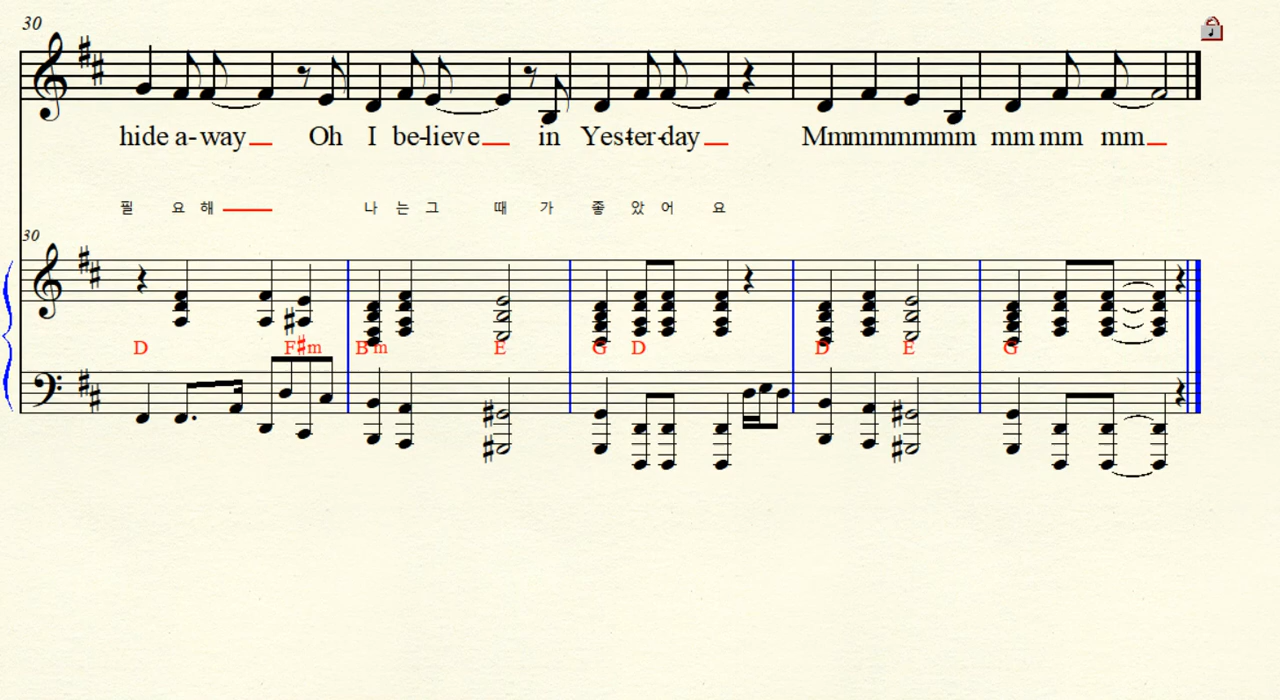 30
hide a-way Oh I be-lieve in Yes-ter-day Mmmmmmmm mm mm mm
필 요 해 나 는 그 때 가 좋 았 어 요
30
D F#m Bm E G D D E G